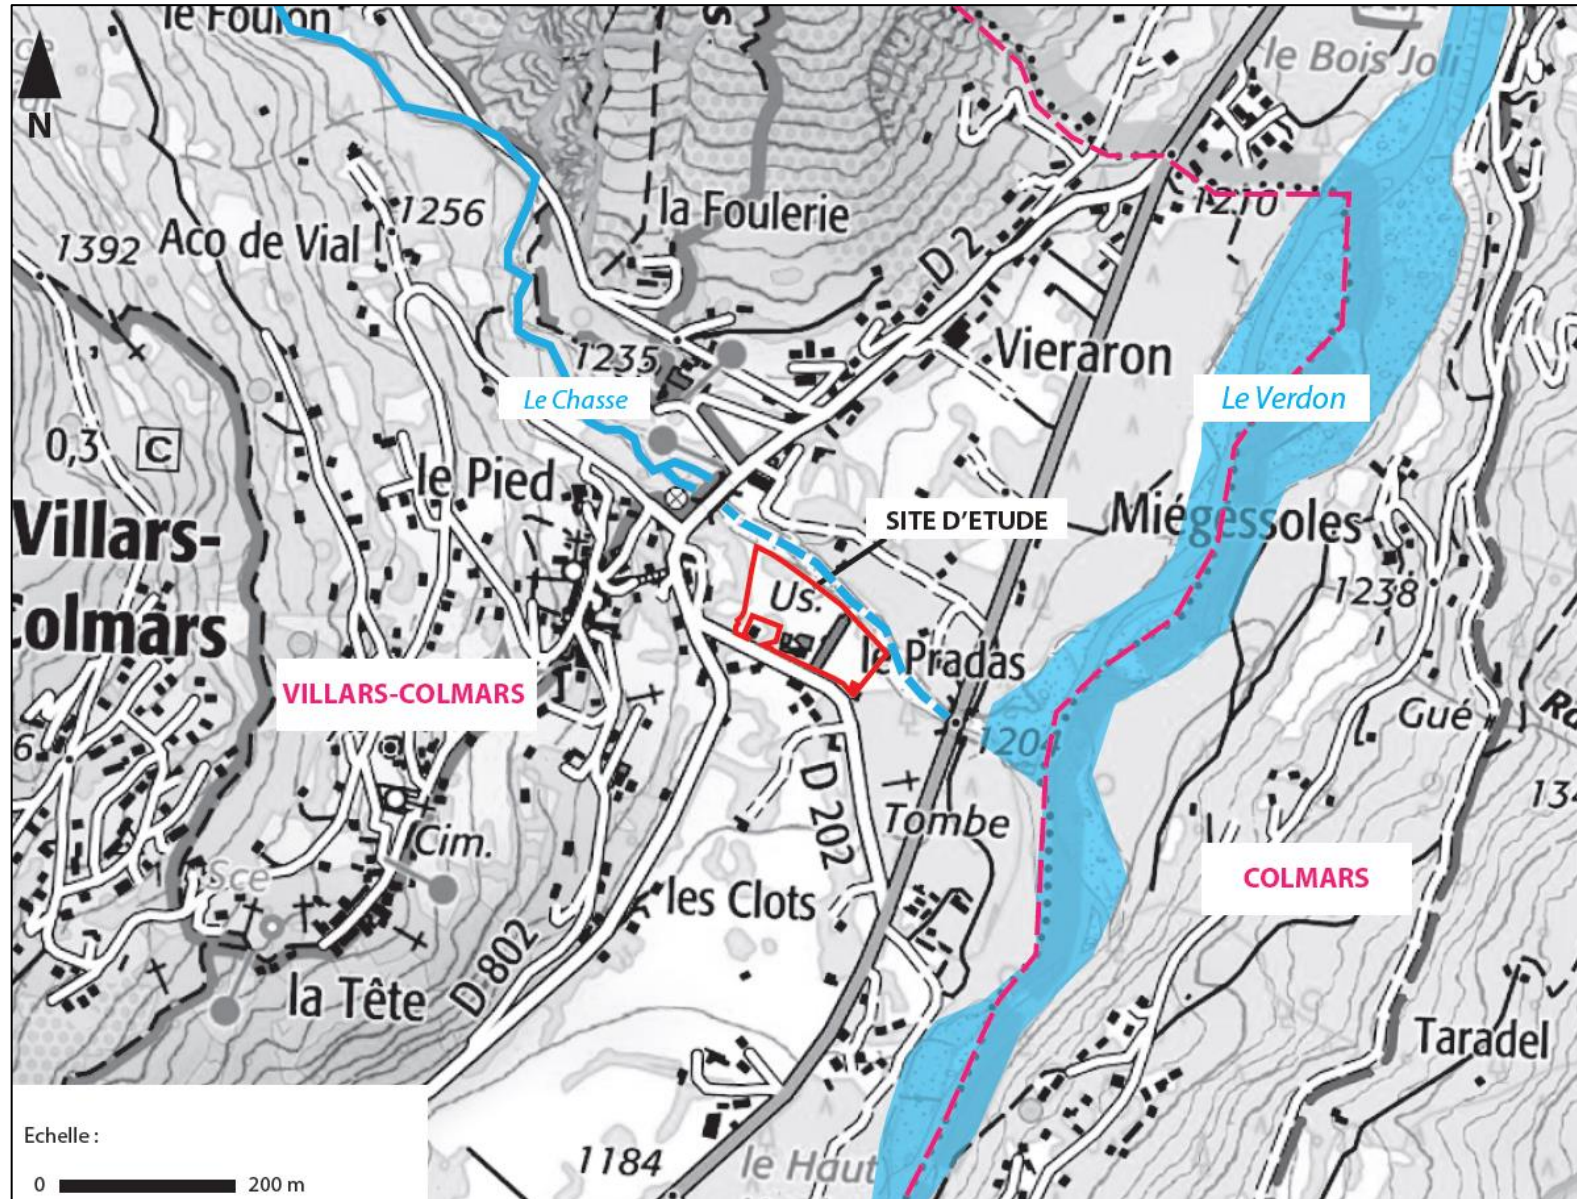 le Foulon
le Bois Joli
N
1256
la Foulerie
1210
1392
Aco de Vial
D 2
1235
Vieraron
Le Chasse
Le Verdon
0,3
C
le Pied
SITE D'ETUDE
Miégessoles
Villars-
Colmars
Us.
1238
le Pradas
VILLARS-COLMARS
Gué
1204
D 202
Tombe
Cim.
Sce
COLMARS
les Clots
D 802
la Tête
Taradel
Echelle :
1184
le Haut
0
200 m